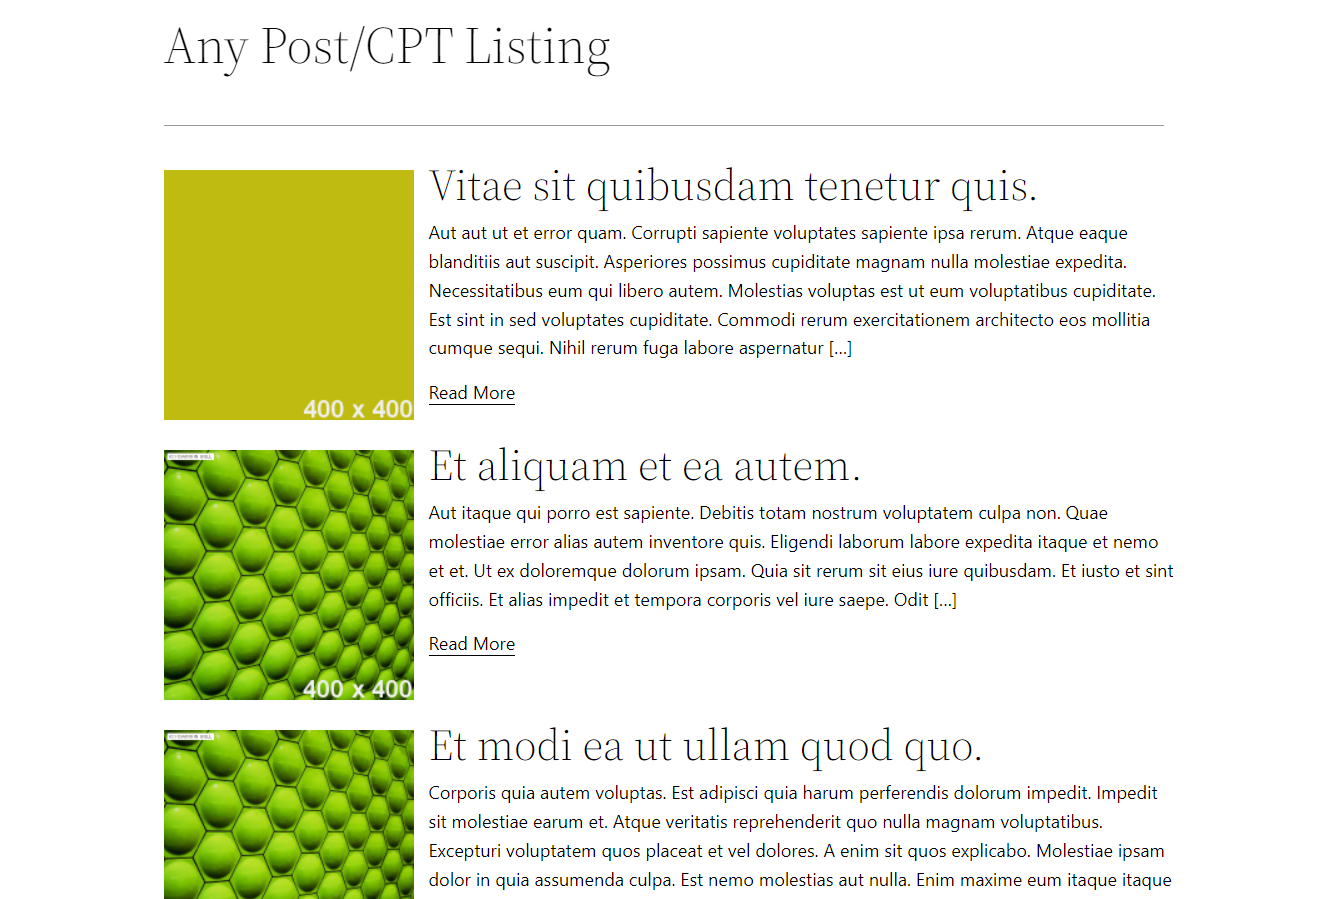 Any Post/CPT Listing
Vitae sit quibusdam tenetur quis.
Aut aut ut et error quam. Corrupti sapiente voluptates sapiente ipsa rerum. Atque eaque
blanditiis aut suscipit. Asperiores possimus cupiditate magnam nulla molestiae expedita.
Necessitatibus eum qui libero autem. Molestias voluptas est ut eum voluptatibus cupiditate.
Est sint in sed voluptates cupiditate. Commodi rerum exercitationem architecto eos mollitia
cumque sequi. Nihil rerum fuga labore aspernatur [...]
Read More
400 x 400
Et aliquam et ea autem.
Aut itaque qui porro est sapiente. Debitis totam nostrum voluptatem culpa non. Quae
molestiae error alias autem inventore quis. Eligendi laborum labore expedita itaque et nemo
et et. Ut ex doloremque dolorum ipsam. Quia sit rerum sit eius iure quibusdam. Et iusto et sint
officiis. Et alias impedit et tempora corporis vel iure saepe. Odit [...]
Read More
400 x 400
Et modi ea ut ullam quod quo.
Corporis quia autem voluptas. Est adipisci quia harum perferendis dolorum impedit. Impedit
sit molestiae earum et. Atque veritatis reprehenderit quo nulla magnam voluptatibus.
Excepturi voluptatem quos placeat et vel dolores. A enim sit quos explicabo. Molestiae ipsam
dolor in quia assumenda culpa. Est nemo molestias aut nulla. Enim maxime eum itaque itaque